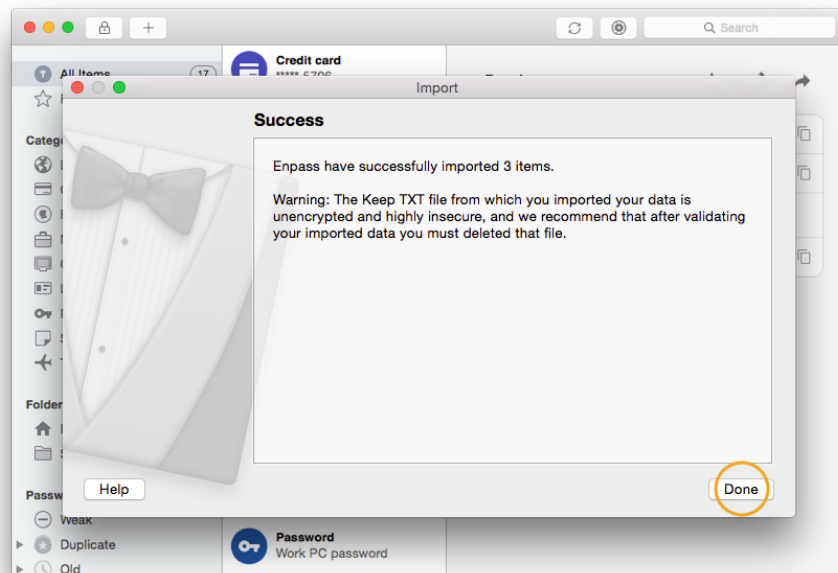 Search
All Items 17
Credit card
***** 5706
Import
Success
Categ
Enpass have successfully imported 3 items.
Warning: The Keep TXT file from which you imported your data is
unencrypted and highly insecure, and we recommend that after validating
your imported data you must deleted that file.
Folder
Help
Done
Passw
Weak
Duplicate
Old
Password
Work PC password